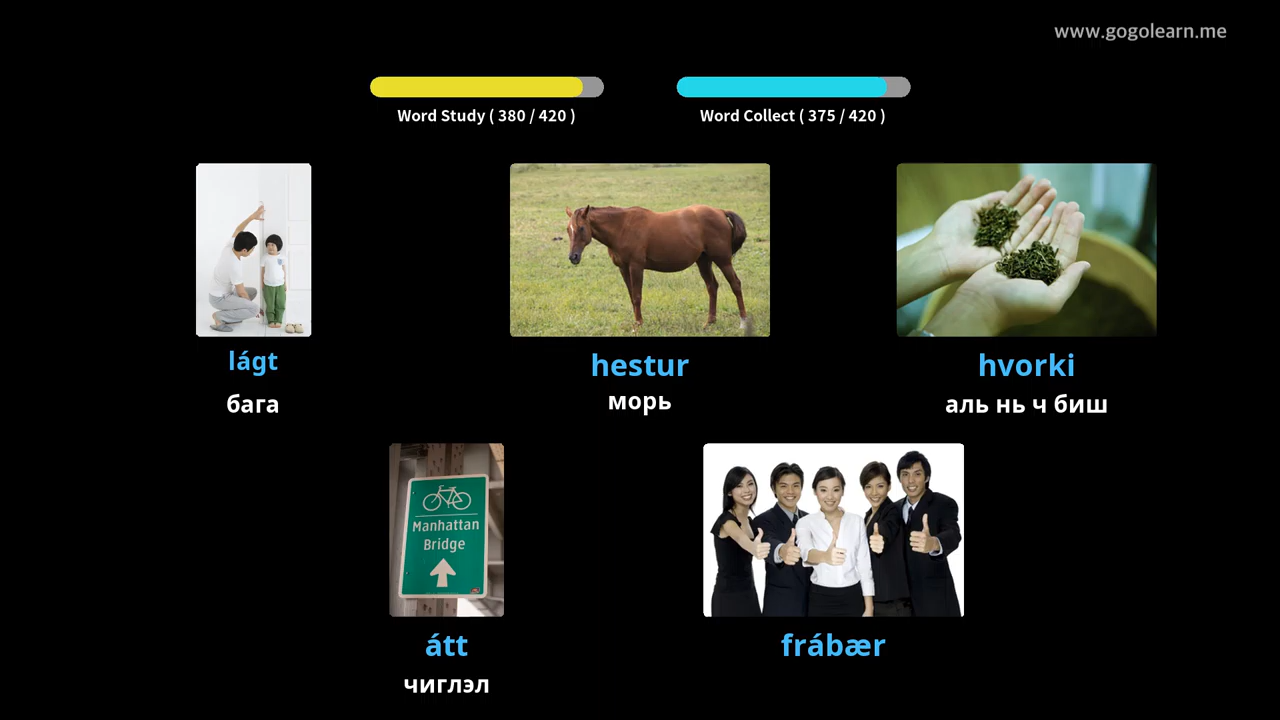 www.gogolearn.me
Word Study ( 380 / 420 )
Word Collect ( 375 / 420 )
lágt
бага
hestur
морь
hvorki
аль нь ч биш
Manhattan
Bridge
átt
чиглэл
frábær